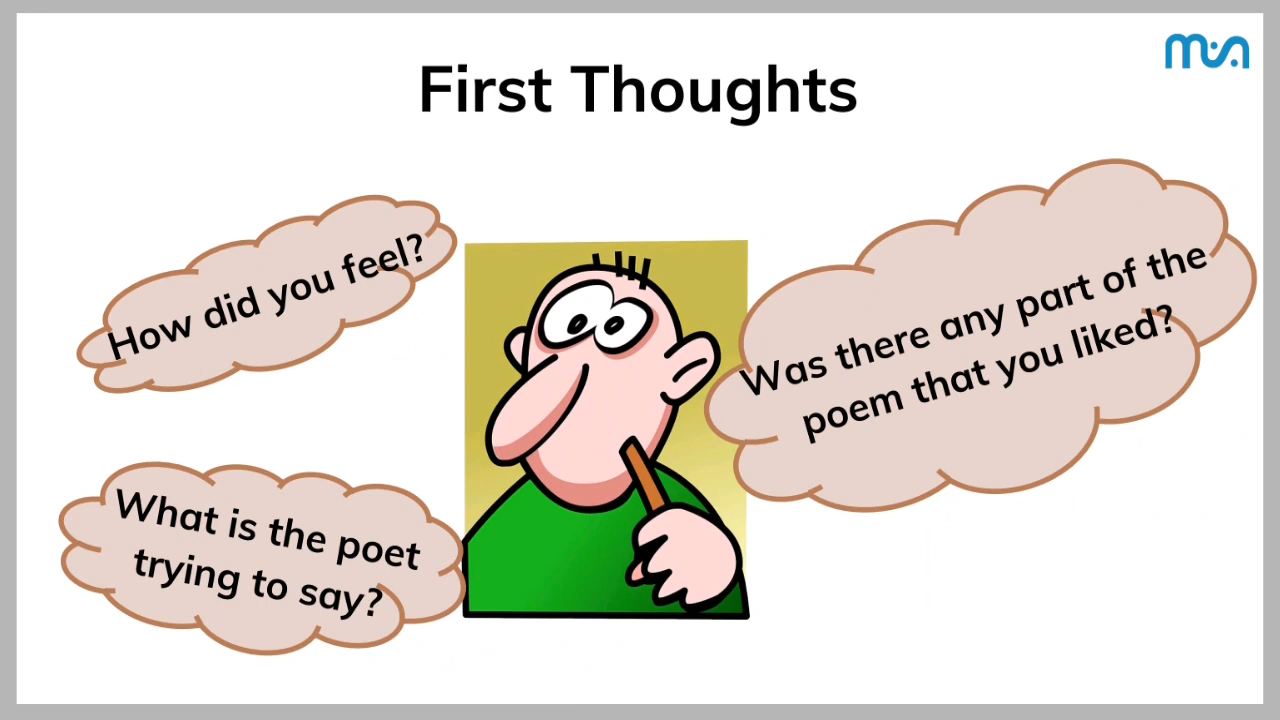 First Thoughts
How did you feel?
Was there any part of the
poem that you liked?
What is the poet
trying to say?